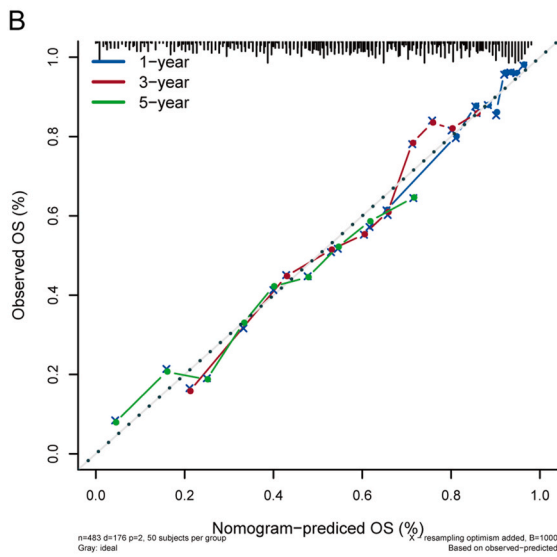 B
1-year
3-year
5-year
Observed OS (%)
1.0
0.8
0.6
0.4
0.2
0.0
0.0 0.2 0.4 0.6 0.8 1.0
Nomogram-prediced OS (%)
n=483 d=176 p=2, 50 subjects per group
Gray: ideal
X - resampling optimism added, B=1000
Based on observed-predicted